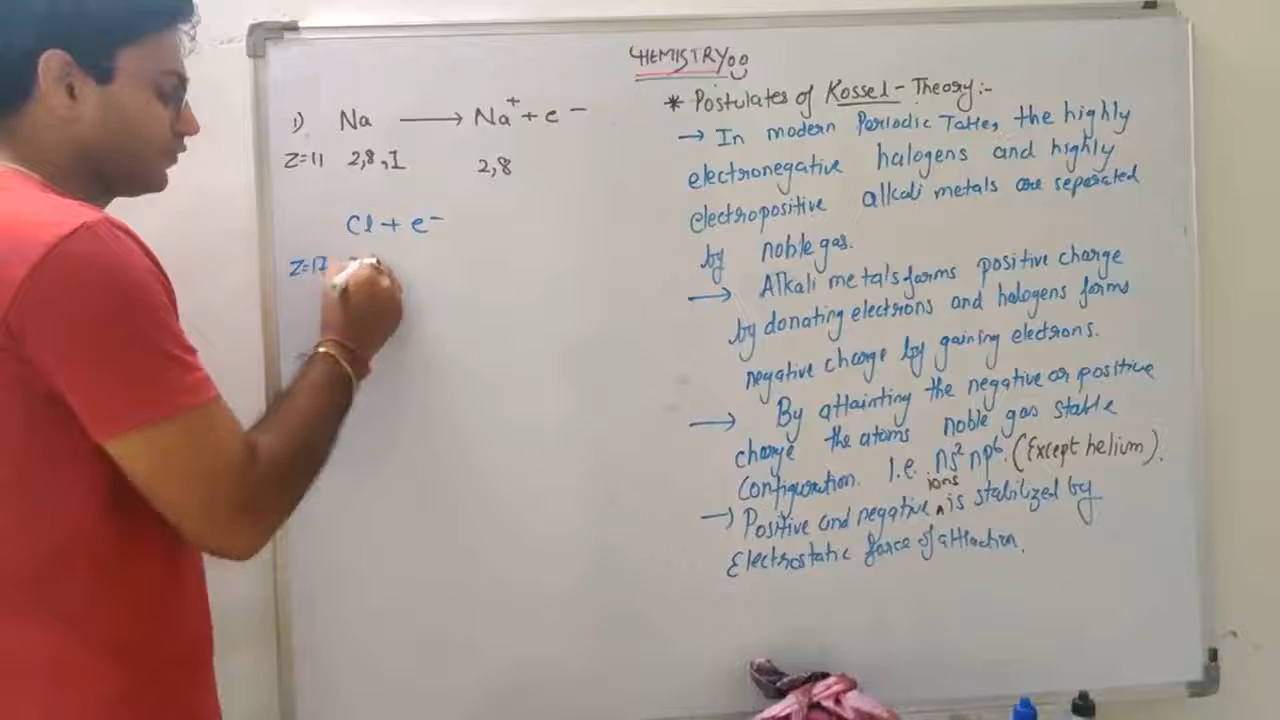 CHEMISTRY
1) Na ⟶ Na⁺ + e⁻
Z=11 2,8,1 2,8
Cl + e⁻
Z=17
* Postulates of Kossel - Theory:-
→ In modern Periodic Table, the highly
electronegative halogens and highly
electropositive alkali metals are seperated
by noble gas.
→ Alkali metals forms positive charge
by donating electrons and halogens forms
negative charge by gaining electrons.
→ By attainting the negative or positive
charge the atoms noble gas stable
Configuration. I.e. ns² np⁶. (Except helium).
ions
→ Positive and negative ∧ is stabilized by
Electrostatic force of attraction.